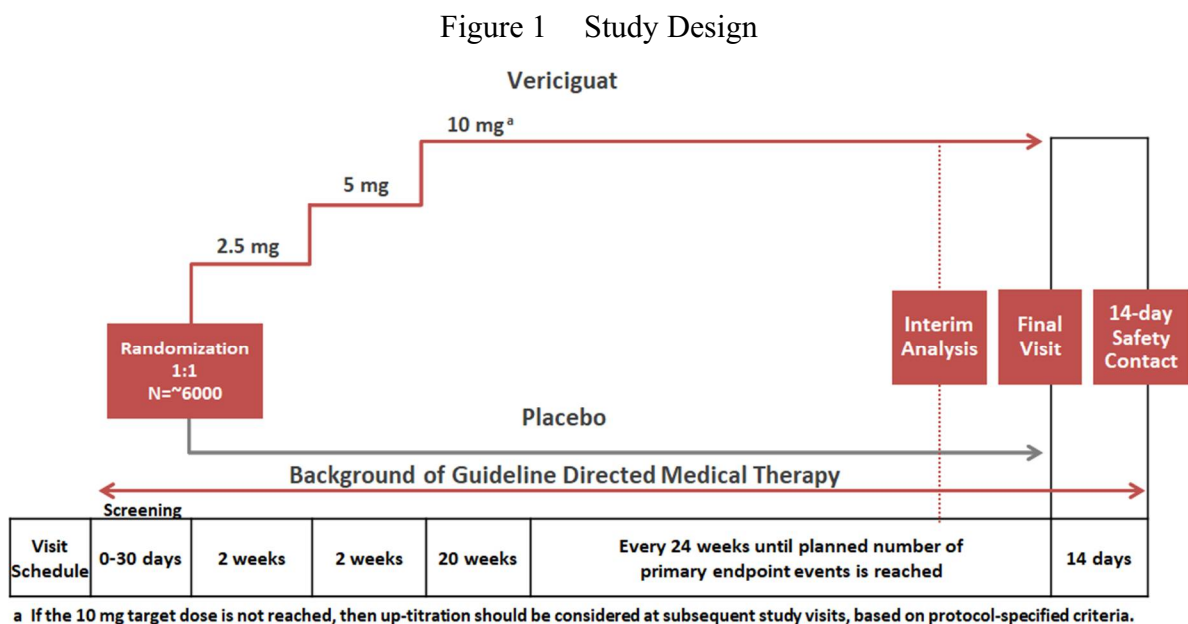 Figure 1 Study Design
Vericiguat
10 mg a
5 mg
2.5 mg
Randomization
1:1
N=~6000
Interim
Analysis
Final
Visit
14-day
Safety
Contact
Placebo
Background of Guideline Directed Medical Therapy
Screening
Visit
Schedule
0-30 days
2 weeks
2 weeks
20 weeks
Every 24 weeks until planned number of
primary endpoint events is reached
14 days
a If the 10 mg target dose is not reached, then up-titration should be considered at subsequent study visits, based on protocol-specified criteria.